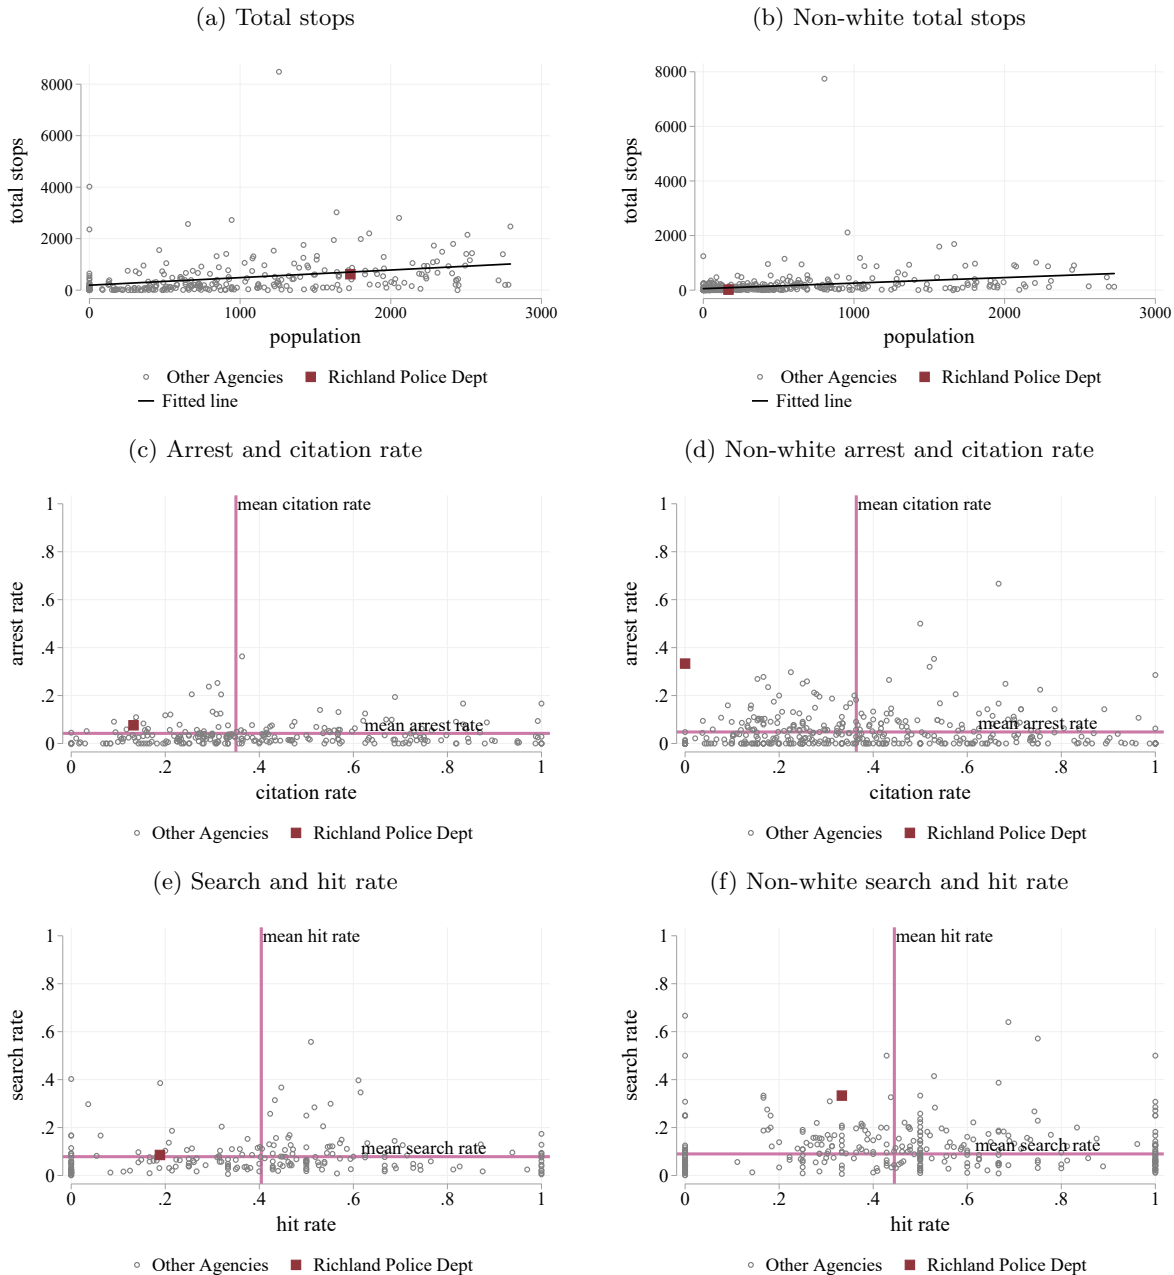 (a) Total stops
(b) Non-white total stops
8000
6000
4000
2000
0
total stops
0 1000 2000 3000
population
Other Agencies Richland Police Dept
Fitted line
8000
6000
4000
2000
0
total stops
0 1000 2000 3000
population
Other Agencies Richland Police Dept
Fitted line
(c) Arrest and citation rate
(d) Non-white arrest and citation rate
1
.8
.6
.4
.2
0
arrest rate
mean citation rate
mean arrest rate
0 .2 .4 .6 .8 1
citation rate
Other Agencies Richland Police Dept
1
.8
.6
.4
.2
0
arrest rate
mean citation rate
mean arrest rate
0 .2 .4 .6 .8 1
citation rate
Other Agencies Richland Police Dept
(e) Search and hit rate
(f) Non-white search and hit rate
1
.8
.6
.4
.2
0
search rate
mean hit rate
mean search rate
0 .2 .4 .6 .8 1
hit rate
Other Agencies Richland Police Dept
1
.8
.6
.4
.2
0
search rate
mean hit rate
mean search rate
0 .2 .4 .6 .8 1
hit rate
Other Agencies Richland Police Dept